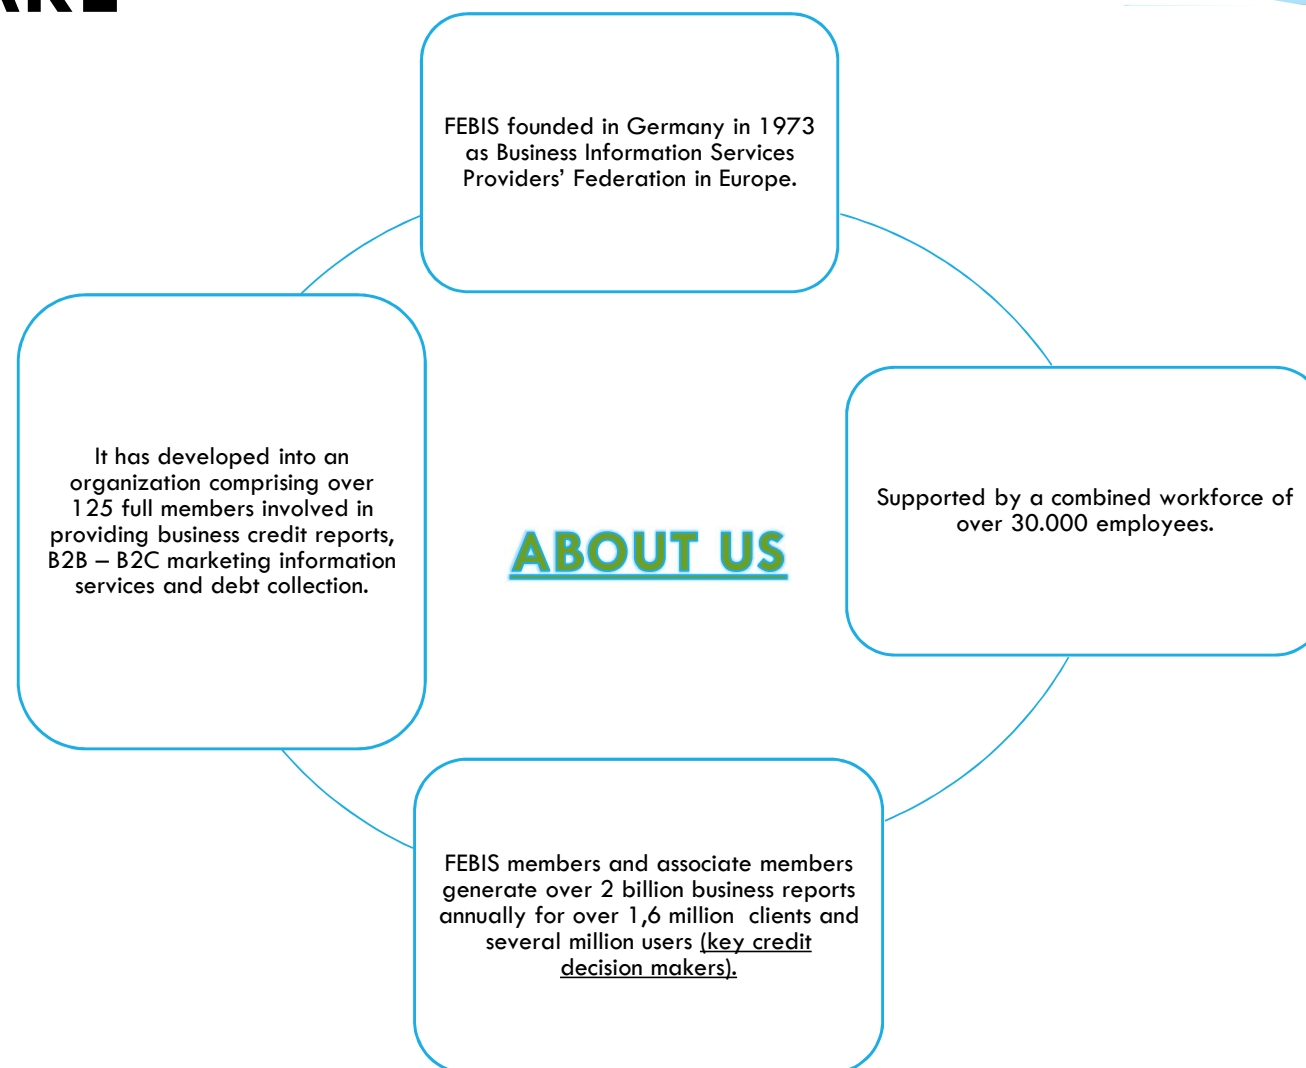 FEBIS founded in Germany in 1973
as Business Information Services
Providers’ Federation in Europe.
Supported by a combined workforce of
over 30.000 employees.
FEBIS members and associate members
generate over 2 billion business reports
annually for over 1,6 million clients and
several million users (key credit
decision makers).
It has developed into an
organization comprising over
125 full members involved in
providing business credit reports,
B2B – B2C marketing information
services and debt collection.
ABOUT US